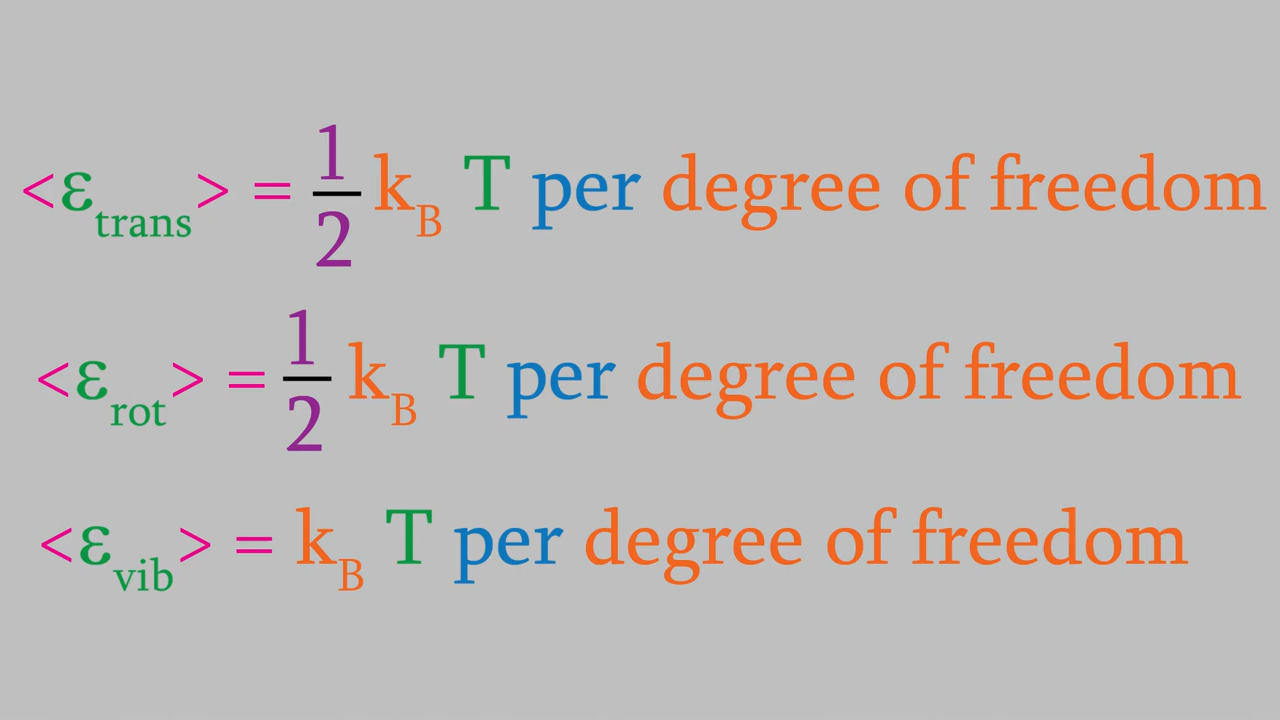 <ε_trans> = 1/2 k_B T per degree of freedom
<ε_rot> = 1/2 k_B T per degree of freedom
<ε_vib> = k_B T per degree of freedom